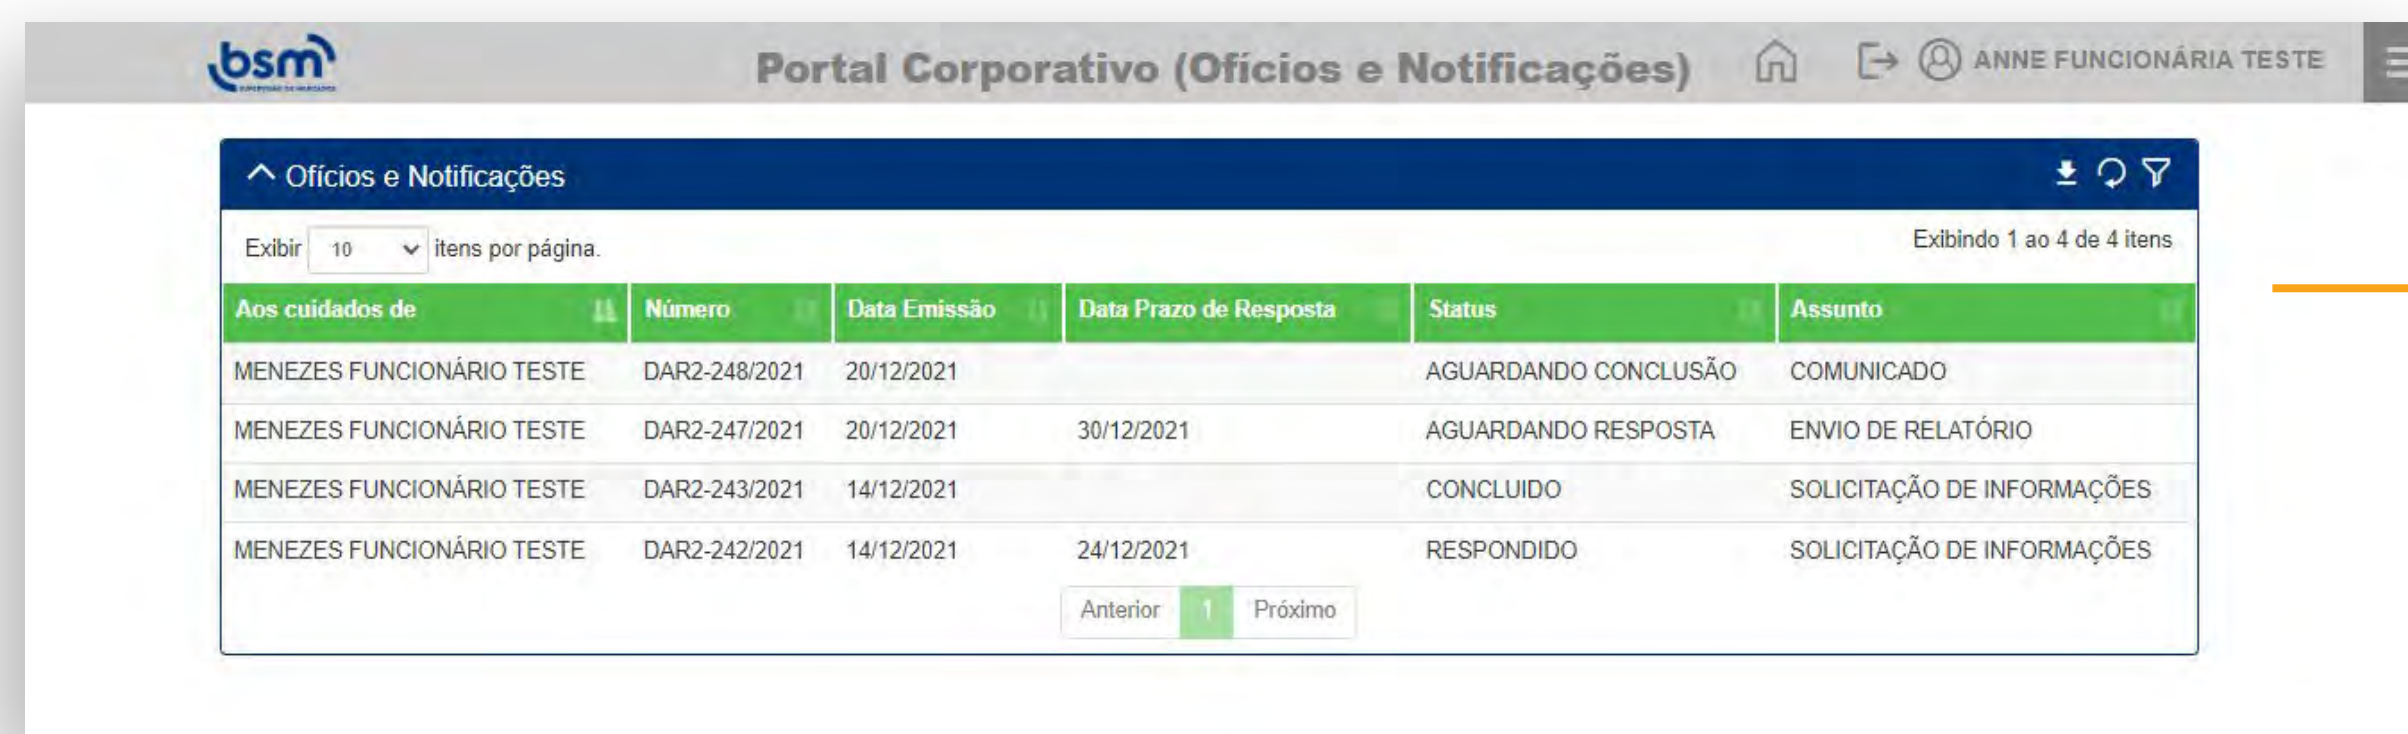 bsm
SUPERVISÃO DE MERCADOS
Portal Corporativo (Ofícios e Notificações)
ANNE FUNCIONÁRIA TESTE
Ofícios e Notificações
Exibir 10 itens por página.
Exibindo 1 ao 4 de 4 itens
Aos cuidados de Número Data Emissão Data Prazo de Resposta Status Assunto
MENEZES FUNCIONÁRIO TESTE DAR2-248/2021 20/12/2021 AGUARDANDO CONCLUSÃO COMUNICADO
MENEZES FUNCIONÁRIO TESTE DAR2-247/2021 20/12/2021 30/12/2021 AGUARDANDO RESPOSTA ENVIO DE RELATÓRIO
MENEZES FUNCIONÁRIO TESTE DAR2-243/2021 14/12/2021 CONCLUIDO SOLICITAÇÃO DE INFORMAÇÕES
MENEZES FUNCIONÁRIO TESTE DAR2-242/2021 14/12/2021 24/12/2021 RESPONDIDO SOLICITAÇÃO DE INFORMAÇÕES
Anterior 1 Próximo